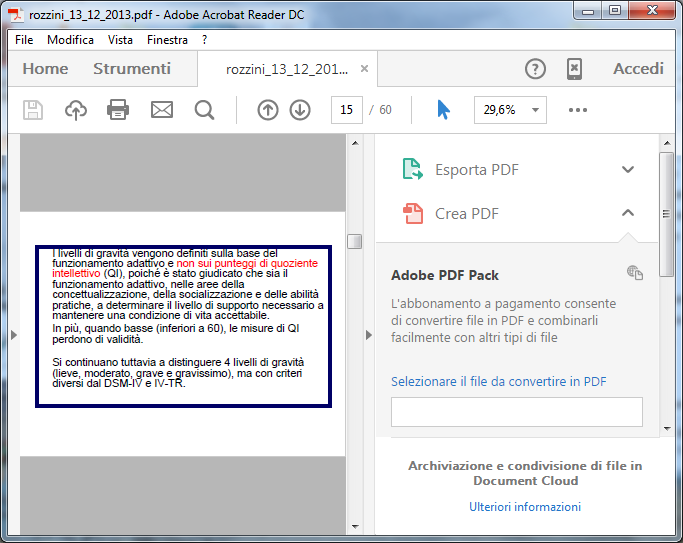 rozzini_13_12_2013.pdf - Adobe Acrobat Reader DC
File Modifica Vista Finestra ?
Home Strumenti rozzini_13_12_201... × Accedi
15 / 60 29,6%
I livelli di gravità vengono definiti sulla base del
funzionamento adattivo e non sui punteggi di quoziente
intellettivo (QI), poiché è stato giudicato che sia il
funzionamento adattivo, nelle aree della
concettualizzazione, della socializzazione e delle abilità
pratiche, a determinare il livello di supporto necessario a
mantenere una condizione di vita accettabile.
In più, quando basse (inferiori a 60), le misure di QI
perdono di validità.
Si continuano tuttavia a distinguere 4 livelli di gravità
(lieve, moderato, grave e gravissimo), ma con criteri
diversi dal DSM-IV e IV-TR.
Esporta PDF
Crea PDF
Adobe PDF Pack
L'abbonamento a pagamento consente
di convertire file in PDF e combinarli
facilmente con altri tipi di file
Selezionare il file da convertire in PDF
Archiviazione e condivisione di file in
Document Cloud
Ulteriori informazioni